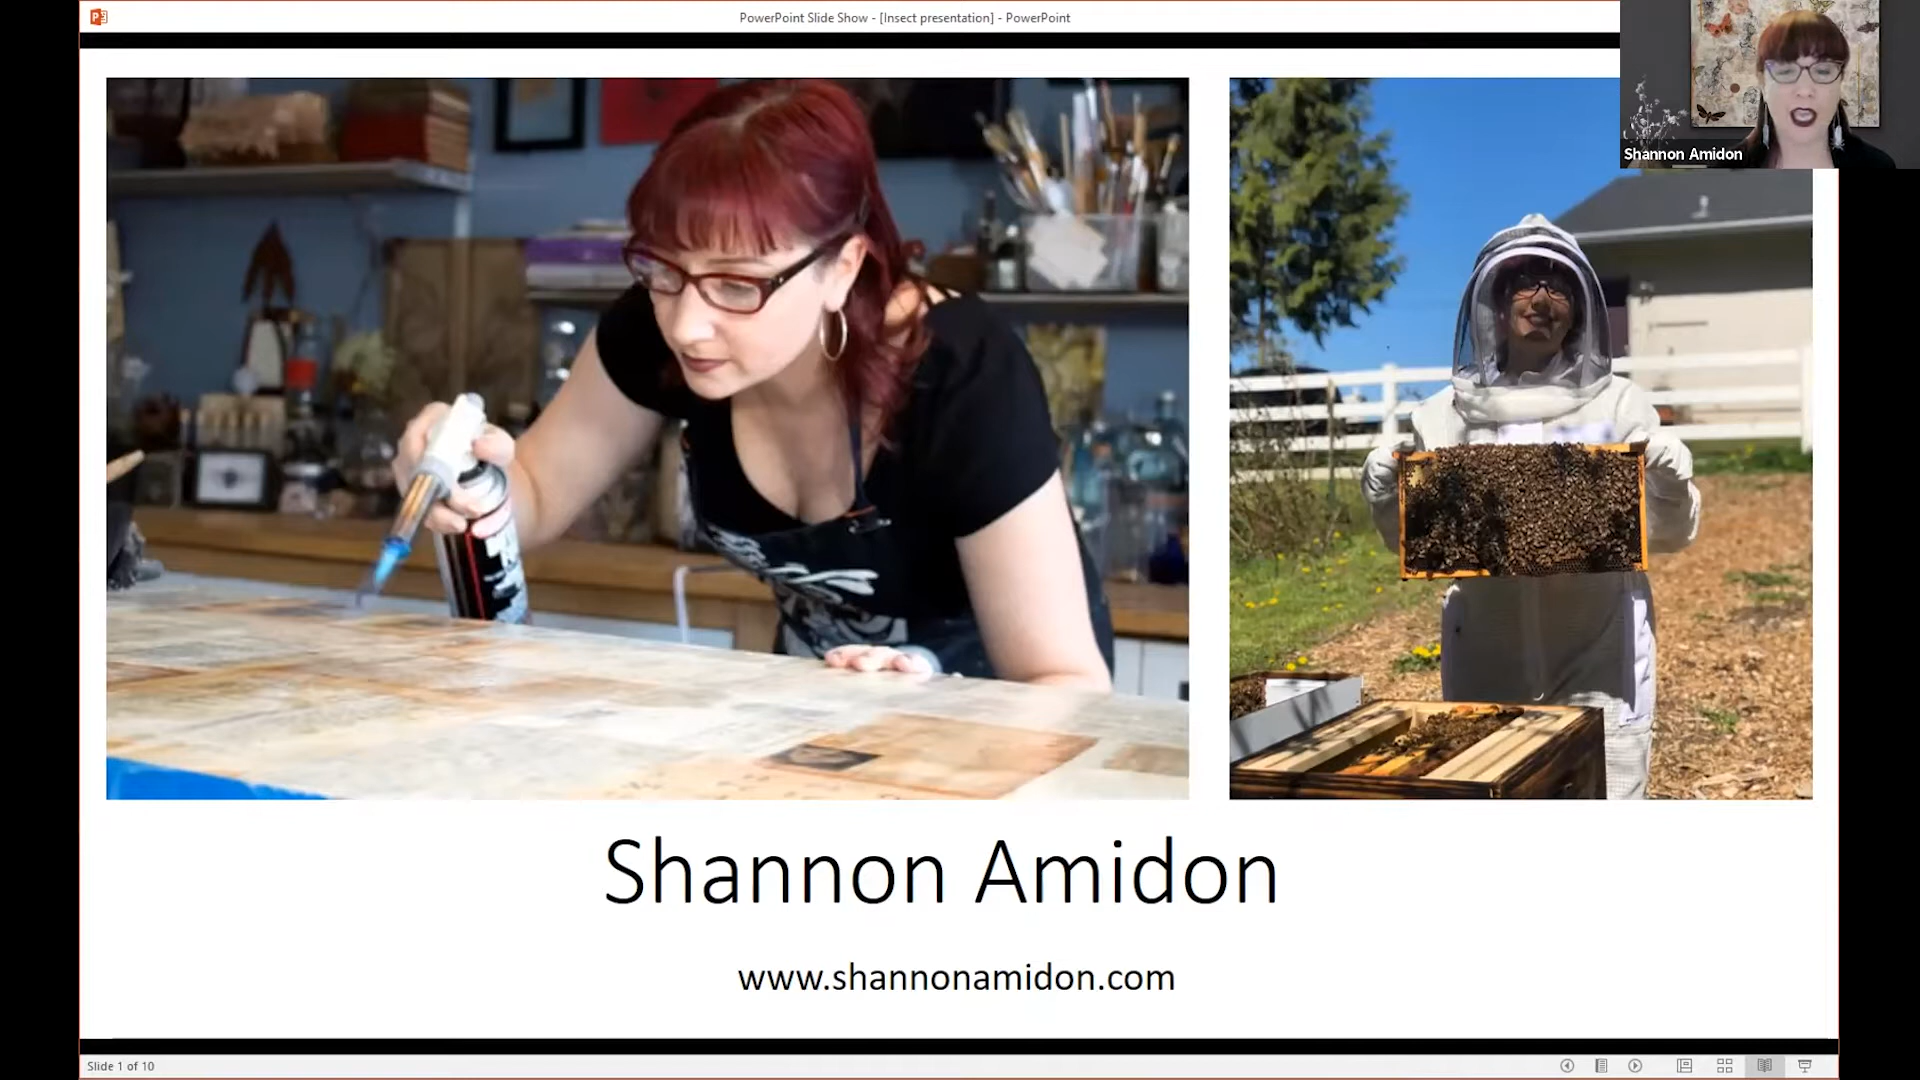 PowerPoint Slide Show - [Insect presentation] - PowerPoint
Shannon Amidon
Shannon Amidon
www.shannonamidon.com
Slide 1 of 10